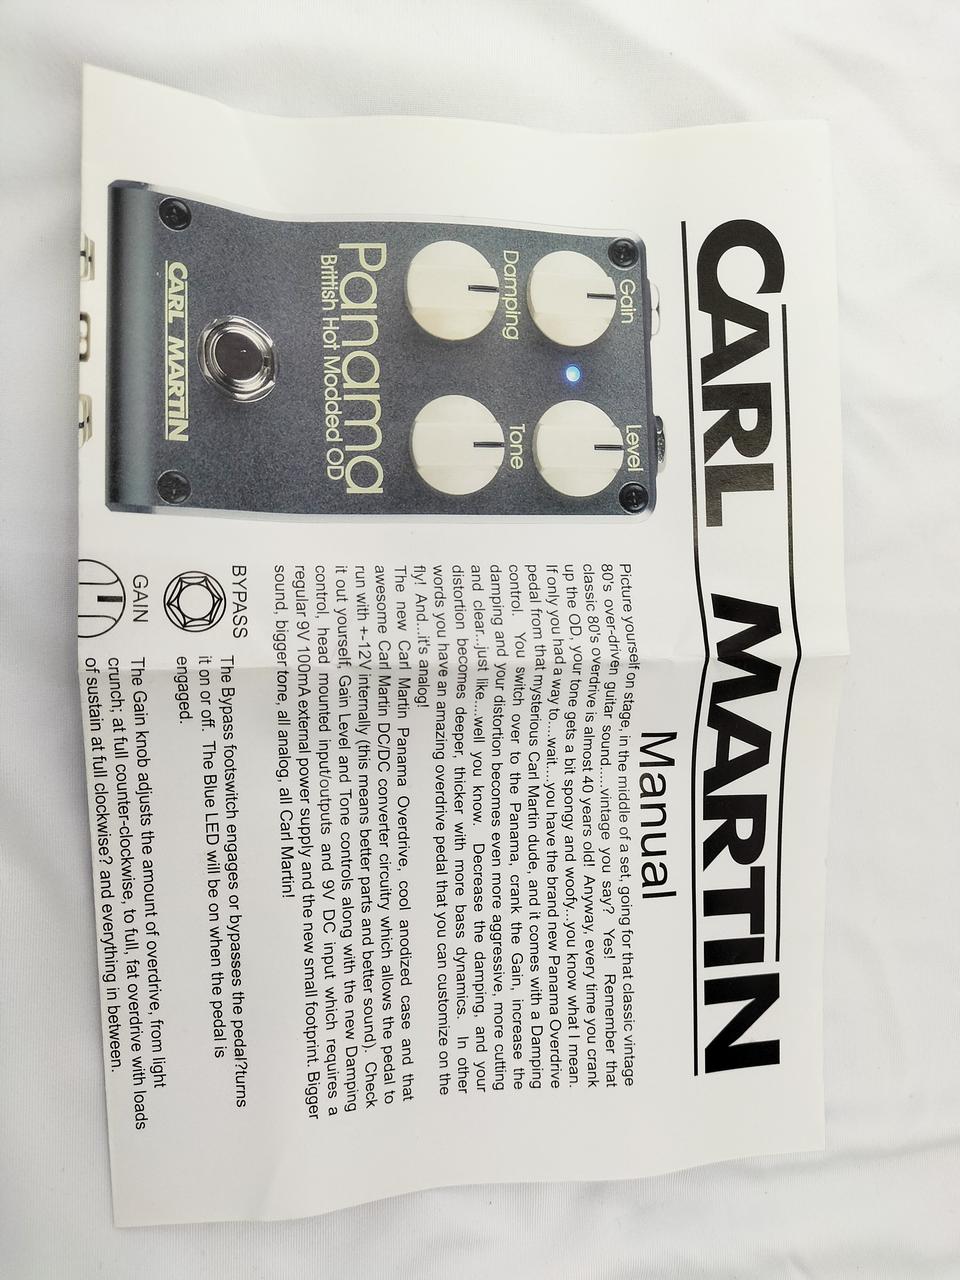 CARL MARTIN
Manual
Gain
Level
Damping
Tone
Panama
British Hot Modded OD
CARL MARTIN
Picture yourself on stage, in the middle of a set, going for that classic vintage
80's over-driven guitar sound......vintage you say? Yes! Remember that
classic 80's overdrive is almost 40 years old! Anyway, every time you crank
up the OD, your tone gets a bit spongy and woofy...you know what I mean.
If only you had a way to....wait....you have the brand new Panama Overdrive
pedal from that mysterious Carl Martin dude, and it comes with a Damping
control. You switch over to the Panama, crank the Gain, increase the
damping and your distortion becomes even more aggressive, more cutting
and clear...just like....well you know. Decrease the damping, and your
distortion becomes deeper, thicker with more bass dynamics. In other
words you have an amazing overdrive pedal that you can customize on the
fly! And...it's analog!
The new Carl Martin Panama Overdrive, cool anodized case and that
awesome Carl Martin DC/DC converter circuitry which allows the pedal to
run with +-12V internally (this means better parts and better sound). Check
it out yourself, Gain Level and Tone controls along with the new Damping
control, head mounted input/outputs and 9V DC input which requires a
regular 9V 100mA external power supply and the new small footprint. Bigger
sound, bigger tone, all analog, all Carl Martin!
BYPASS
The Bypass footswitch engages or bypasses the pedal?turns
it on or off. The Blue LED will be on when the pedal is
engaged.
GAIN
The Gain knob adjusts the amount of overdrive, from light
crunch; at full counter-clockwise, to full, fat overdrive with loads
of sustain at full clockwise? and everything in between.